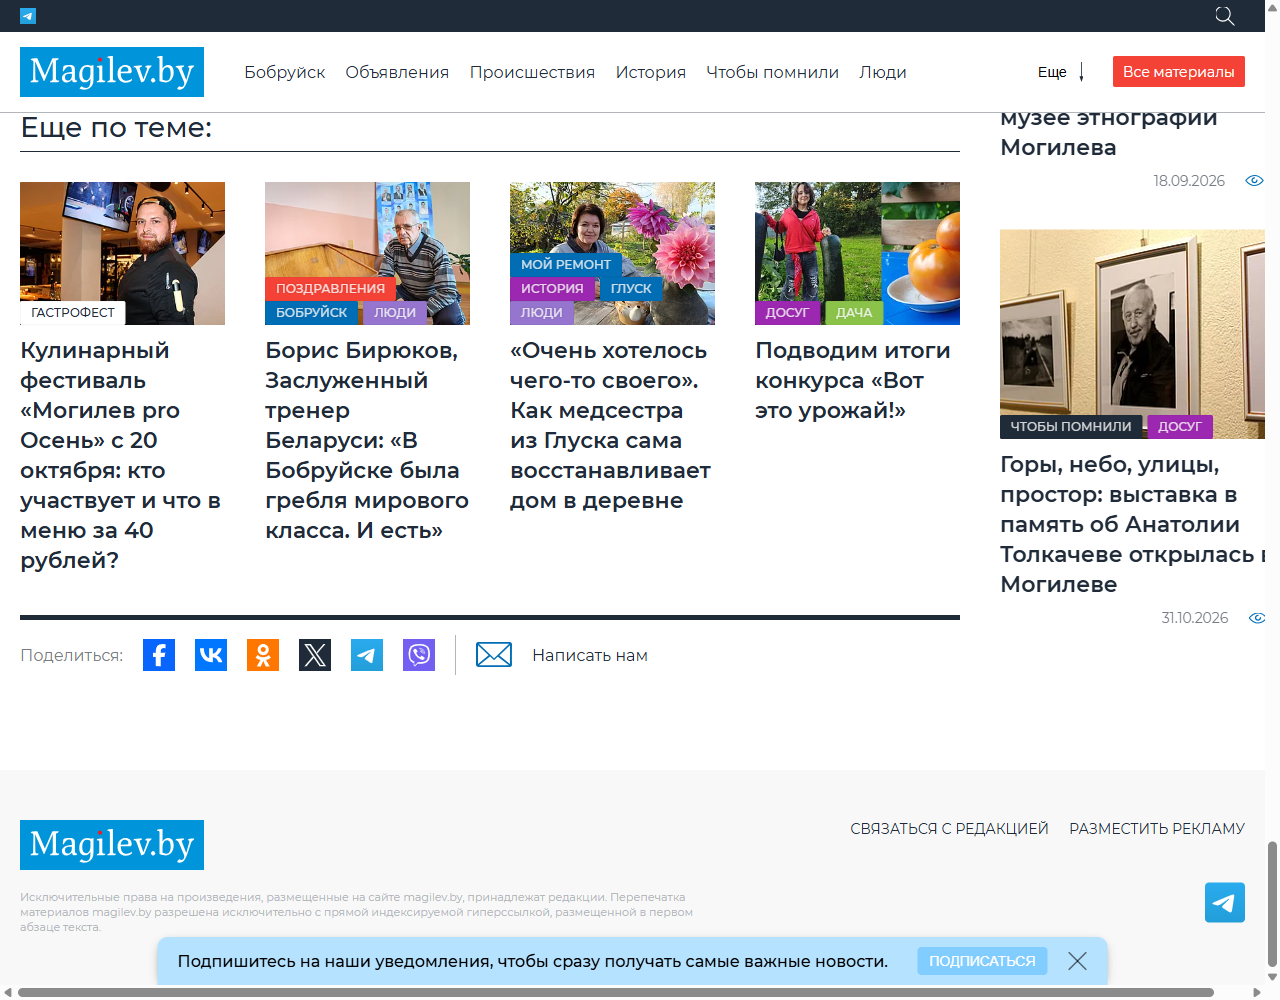 Magilev.by
Бобруйск Объявления Происшествия История Чтобы помнили Люди Еще Все материалы
Еще по теме:
ГАСТРОФЕСТ
Кулинарный
фестиваль
«Могилев pro
Осень» с 20
октября: кто
участвует и что в
меню за 40
рублей?
ПОЗДРАВЛЕНИЯ
БОБРУЙСК ЛЮДИ
Борис Бирюков,
Заслуженный
тренер
Беларуси: «В
Бобруйске была
гребля мирового
класса. И есть»
МОЙ РЕМОНТ
ИСТОРИЯ ГЛУСК
ЛЮДИ
«Очень хотелось
чего-то своего».
Как медсестра
из Глуска сама
восстанавливает
дом в деревне
ДОСУГ ДАЧА
Подводим итоги
конкурса «Вот
это урожай!»
музее этнографии
Могилева
18.09.2026
ЧТОБЫ ПОМНИЛИ ДОСУГ
Горы, небо, улицы,
простор: выставка в
память об Анатолии
Толкачеве открылась в
Могилеве
31.10.2026
Поделиться: Написать нам
Magilev.by
СВЯЗАТЬСЯ С РЕДАКЦИЕЙ РАЗМЕСТИТЬ РЕКЛАМУ
Исключительные права на произведения, размещенные на сайте magilev.by, принадлежат редакции. Перепечатка
материалов magilev.by разрешена исключительно с прямой индексируемой гиперссылкой, размещенной в первом
абзаце текста.
Подпишитесь на наши уведомления, чтобы сразу получать самые важные новости. ПОДПИСАТЬСЯ